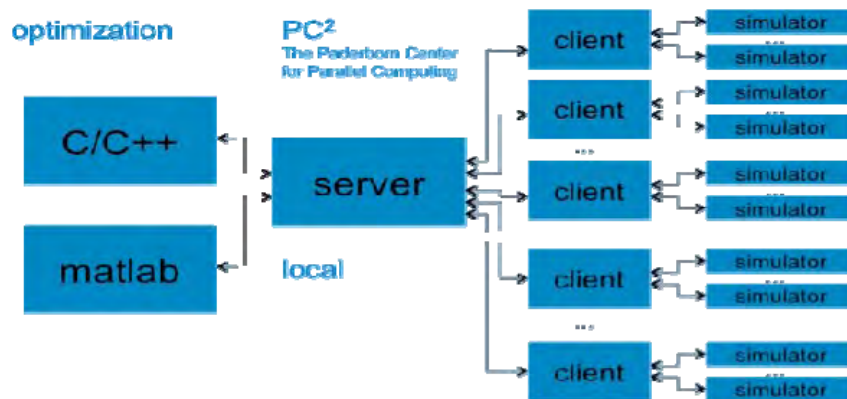 optimization
PC²
The Paderborn Center
for Parallel Computing
C/C++
matlab
server
local
client
simulator
...
simulator
client
simulator
simulator
...
client
simulator
...
simulator
client
simulator
...
simulator
...
client
simulator
...
simulator